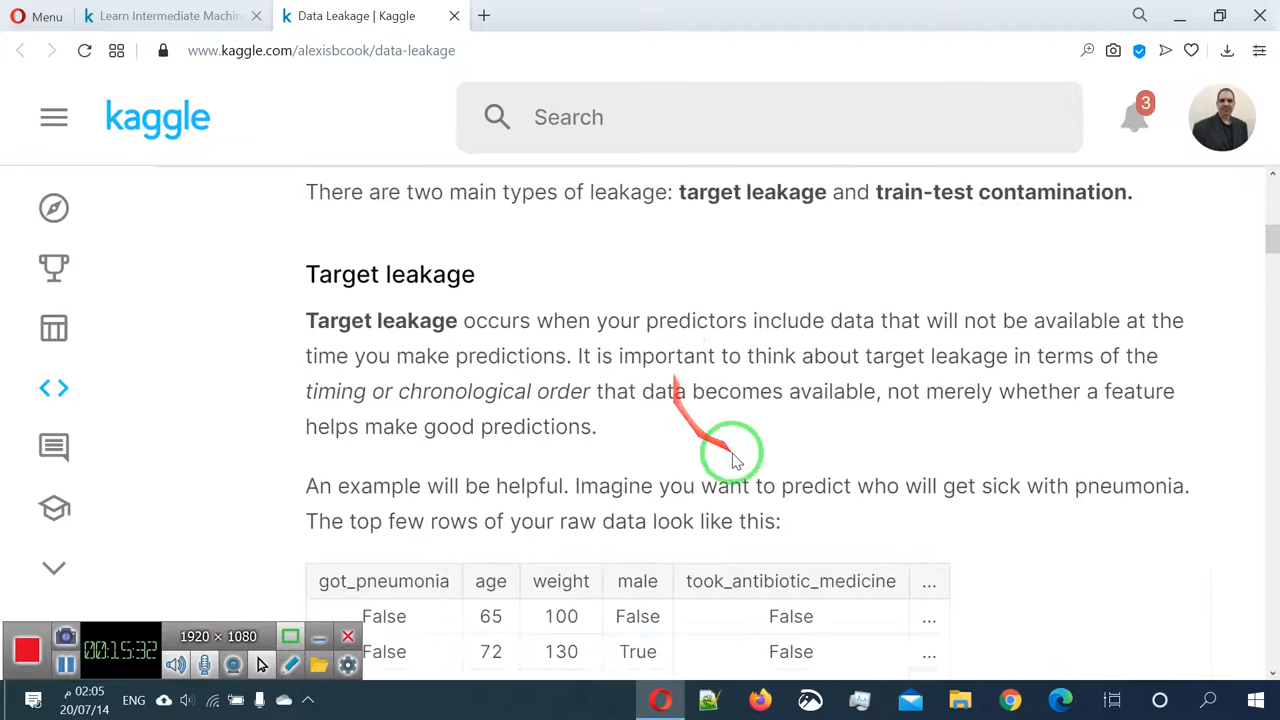 Menu
Learn Intermediate Machin
Data Leakage | Kaggle
www.kaggle.com/alexisbcook/data-leakage
kaggle
Search
3
There are two main types of leakage: target leakage and train-test contamination.
Target leakage
Target leakage occurs when your predictors include data that will not be available at the
time you make predictions. It is important to think about target leakage in terms of the
timing or chronological order that data becomes available, not merely whether a feature
helps make good predictions.
An example will be helpful. Imagine you want to predict who will get sick with pneumonia.
The top few rows of your raw data look like this:
got_pneumonia age weight male took_antibiotic_medicine ...
False 65 100 False False ...
False 72 130 True False ...
00:15:32
1920 × 1080
02:05 م
ENG
20/07/14